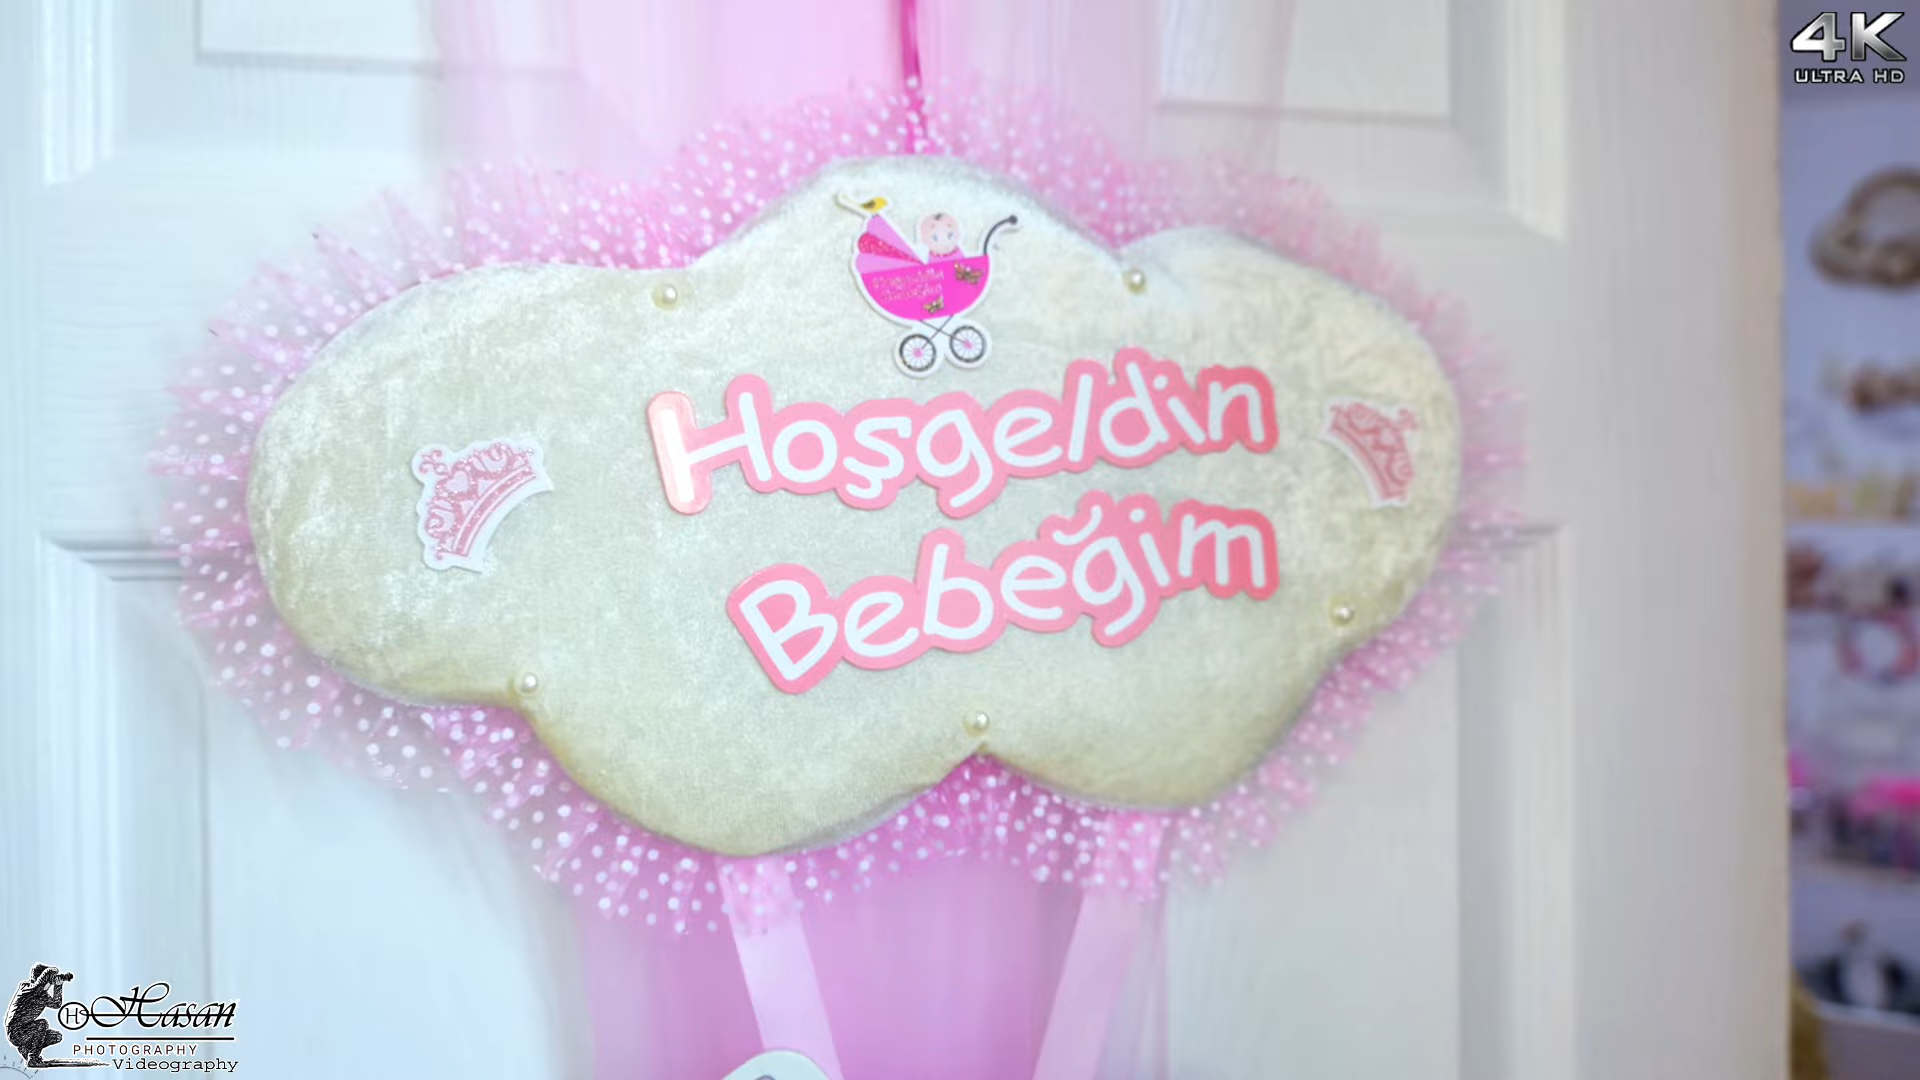 4K
ULTRA HD
Hoşgeldin
Bebeğim
H Hasan
PHOTOGRAPHY
Videography